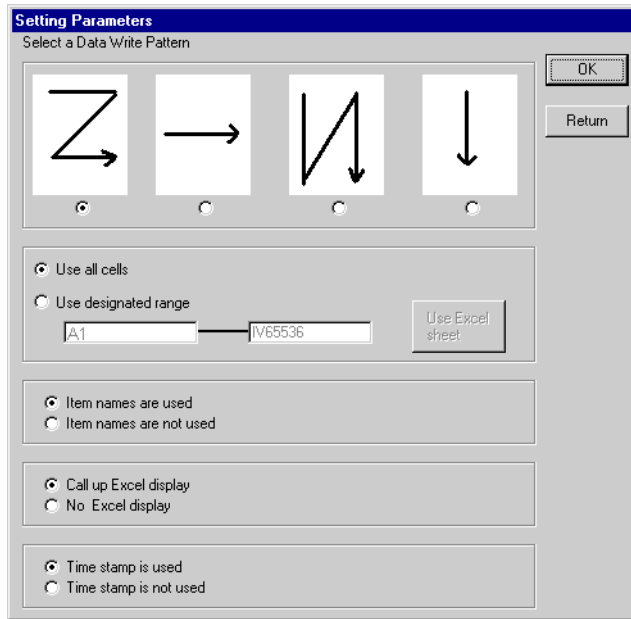 Setting Parameters
Select a Data Write Pattern
OK
Return
Use all cells
Use designated range
A1
IV65536
Use Excel
sheet
Item names are used
Item names are not used
Call up Excel display
No Excel display
Time stamp is used
Time stamp is not used